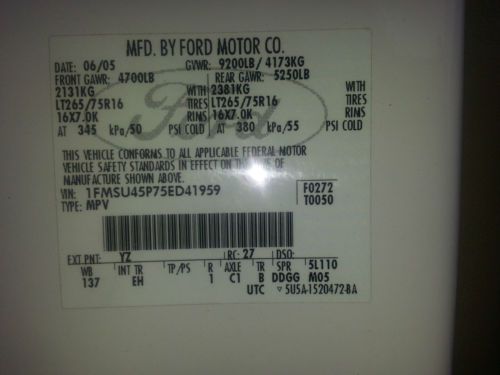 MFD. BY FORD MOTOR CO.
DATE: 06/05 GVWR: 9200LB/ 4173KG
FRONT GAWR: 4700LB REAR GAWR: 5250LB
2131KG WITH 2381KG WITH
LT265/75R16 TIRES LT265/75R16 TIRES
16X7.0K RIMS 16X7.0K RIMS
AT 345 kPa/50 PSI COLD AT 380 kPa/55 PSI COLD
THIS VEHICLE CONFORMS TO ALL APPLICABLE FEDERAL MOTOR
VEHICLE SAFETY STANDARDS IN EFFECT ON THE DATE OF
MANUFACTURE SHOWN ABOVE.
VIN: 1FMSU45P75ED41959 F0272
TYPE: MPV T0050
Ford
EXT PNT: YZ RC: 27 DSO:
WB INT TR TP/PS R AXLE TR SPR 5L110
137 EH 1 C1 B DDGG M05
UTC ▽5U5A-1520472-BA